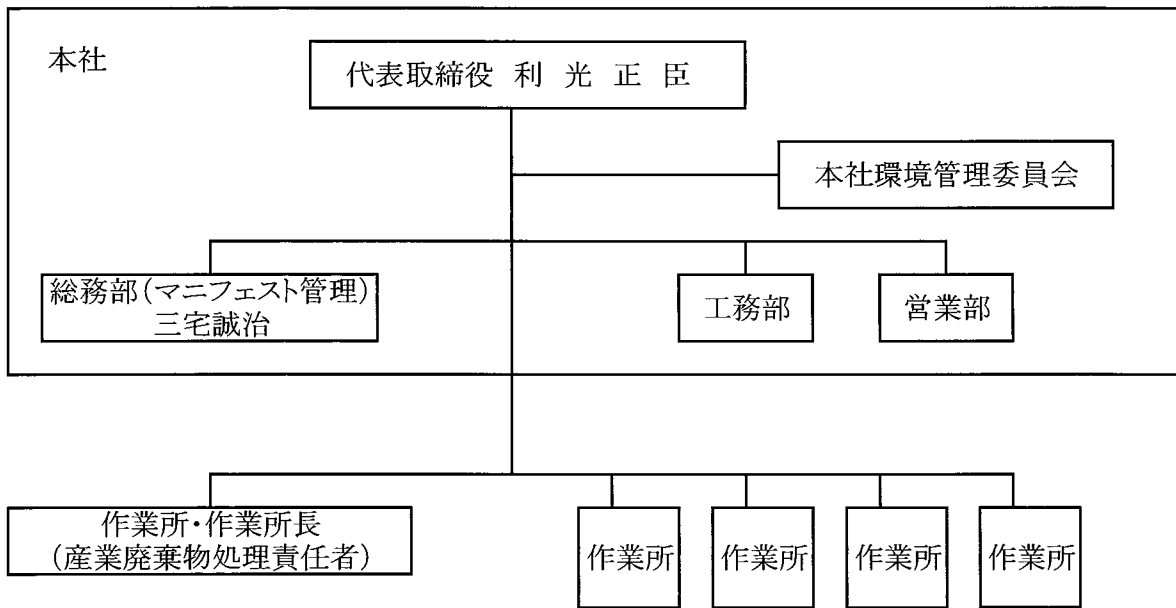 本社
代表取締役 利 光 正 臣
本社環境管理委員会
総務部(マニフェスト管理)
三宅誠治
工務部
営業部
作業所・作業所長
(産業廃棄物処理責任者)
作業所
作業所
作業所
作業所